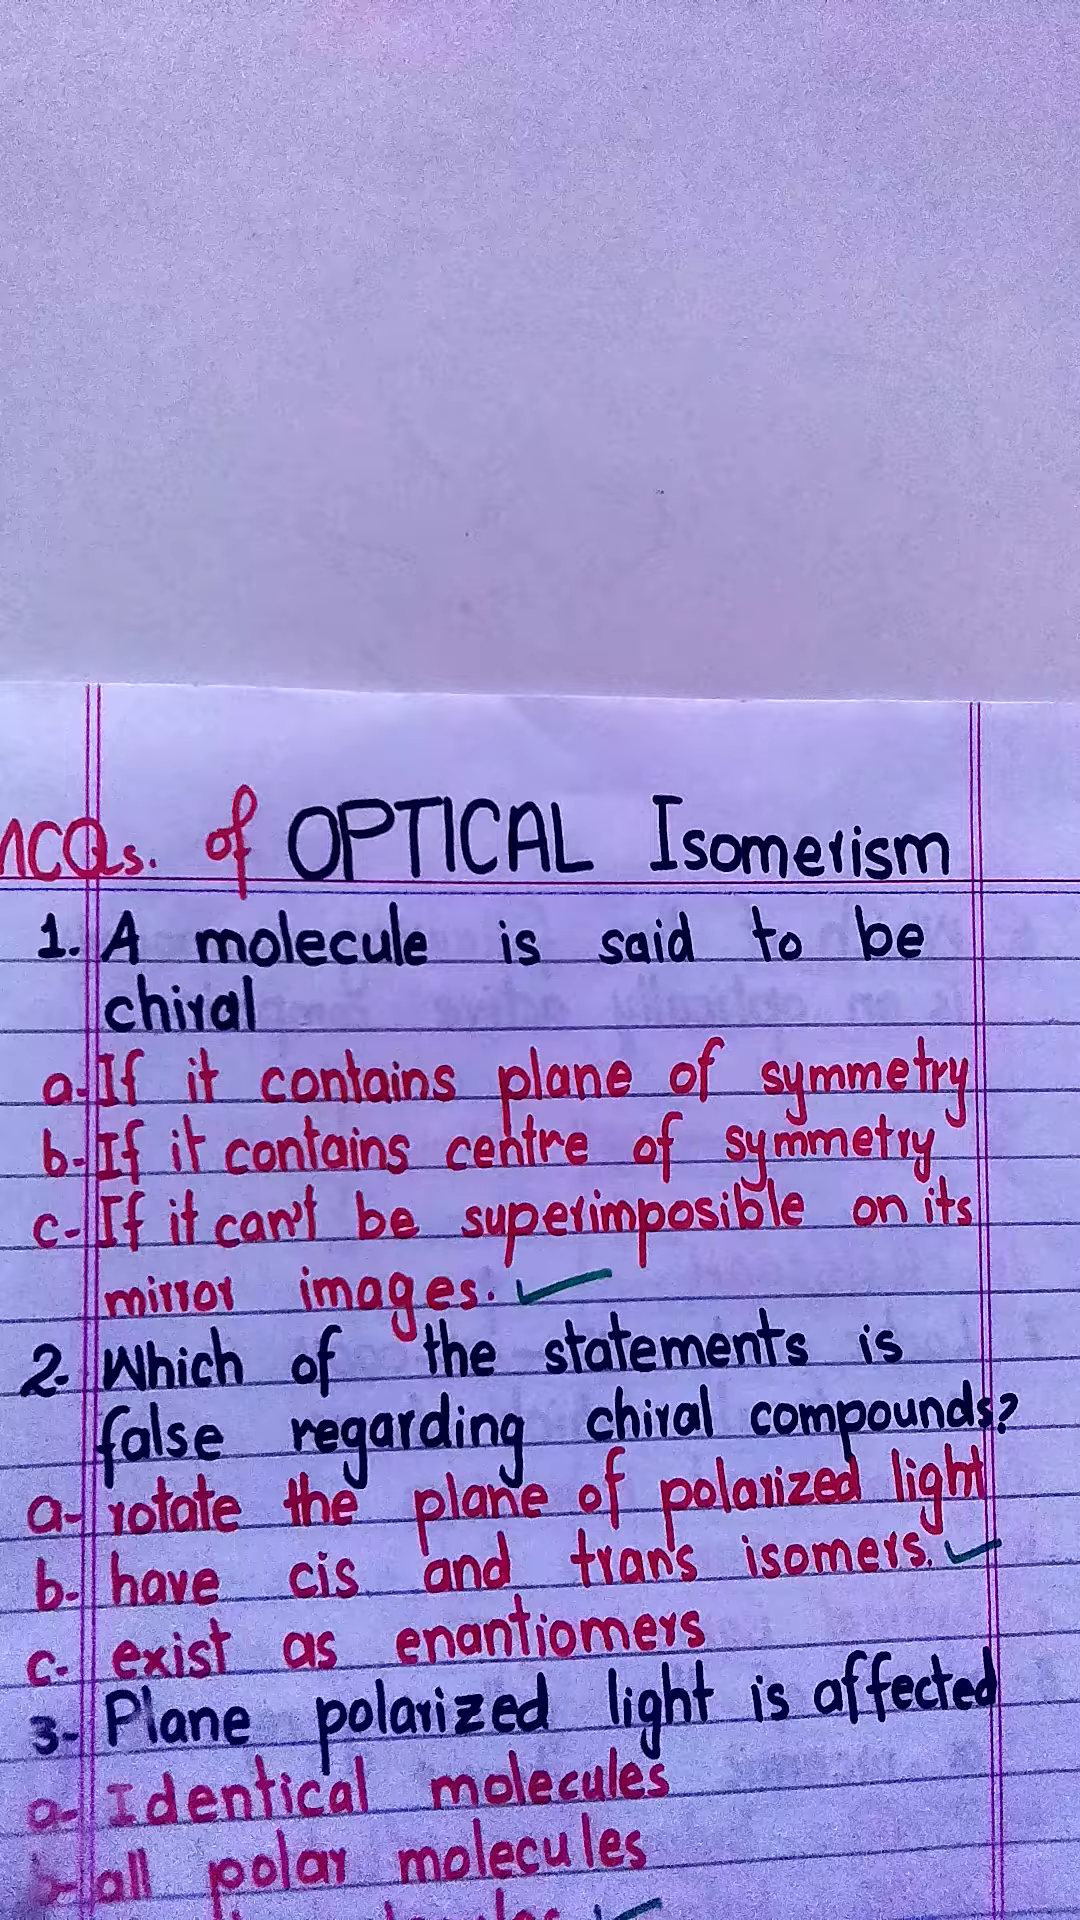 MCQs. of OPTICAL Isomerism
1. A molecule is said to be
chiral
a- If it contains plane of symmetry
b- If it contains centre of symmetry
c- If it can't be superimposible on its
mirror images. ✓
2. Which of the statements is
false regarding chiral compounds?
a- rotate the plane of polarized light
b- have cis and trans isomers. ✓
c- exist as enantiomers
3- Plane polarized light is affected
a- Identical molecules
b- all polar molecules